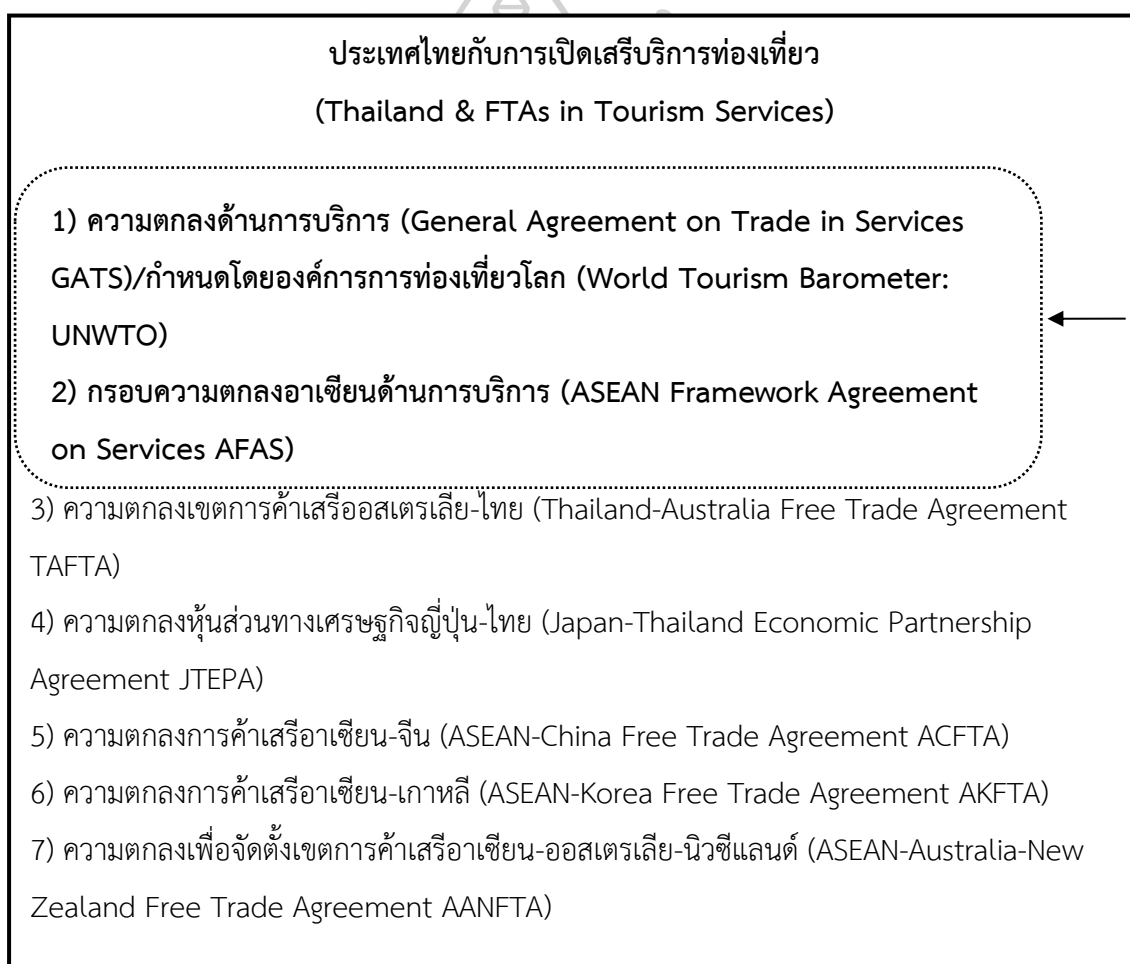 ประเทศไทยกับการเปิดเสรีบริการท่องเที่ยว
(Thailand & FTAs in Tourism Services)
1) ความตกลงด้านการบริการ (General Agreement on Trade in Services
GATS)/กำหนดโดยองค์การการท่องเที่ยวโลก (World Tourism Barometer:
UNWTO)
2) กรอบความตกลงอาเซียนด้านการบริการ (ASEAN Framework Agreement
on Services AFAS)
3) ความตกลงเขตการค้าเสรีออสเตรเลีย-ไทย (Thailand-Australia Free Trade Agreement
TAFTA)
4) ความตกลงหุ้นส่วนทางเศรษฐกิจญี่ปุ่น-ไทย (Japan-Thailand Economic Partnership
Agreement JTEPA)
5) ความตกลงการค้าเสรีอาเซียน-จีน (ASEAN-China Free Trade Agreement ACFTA)
6) ความตกลงการค้าเสรีอาเซียน-เกาหลี (ASEAN-Korea Free Trade Agreement AKFTA)
7) ความตกลงเพื่อจัดตั้งเขตการค้าเสรีอาเซียน-ออสเตรเลีย-นิวซีแลนด์ (ASEAN-Australia-New
Zealand Free Trade Agreement AANFTA)